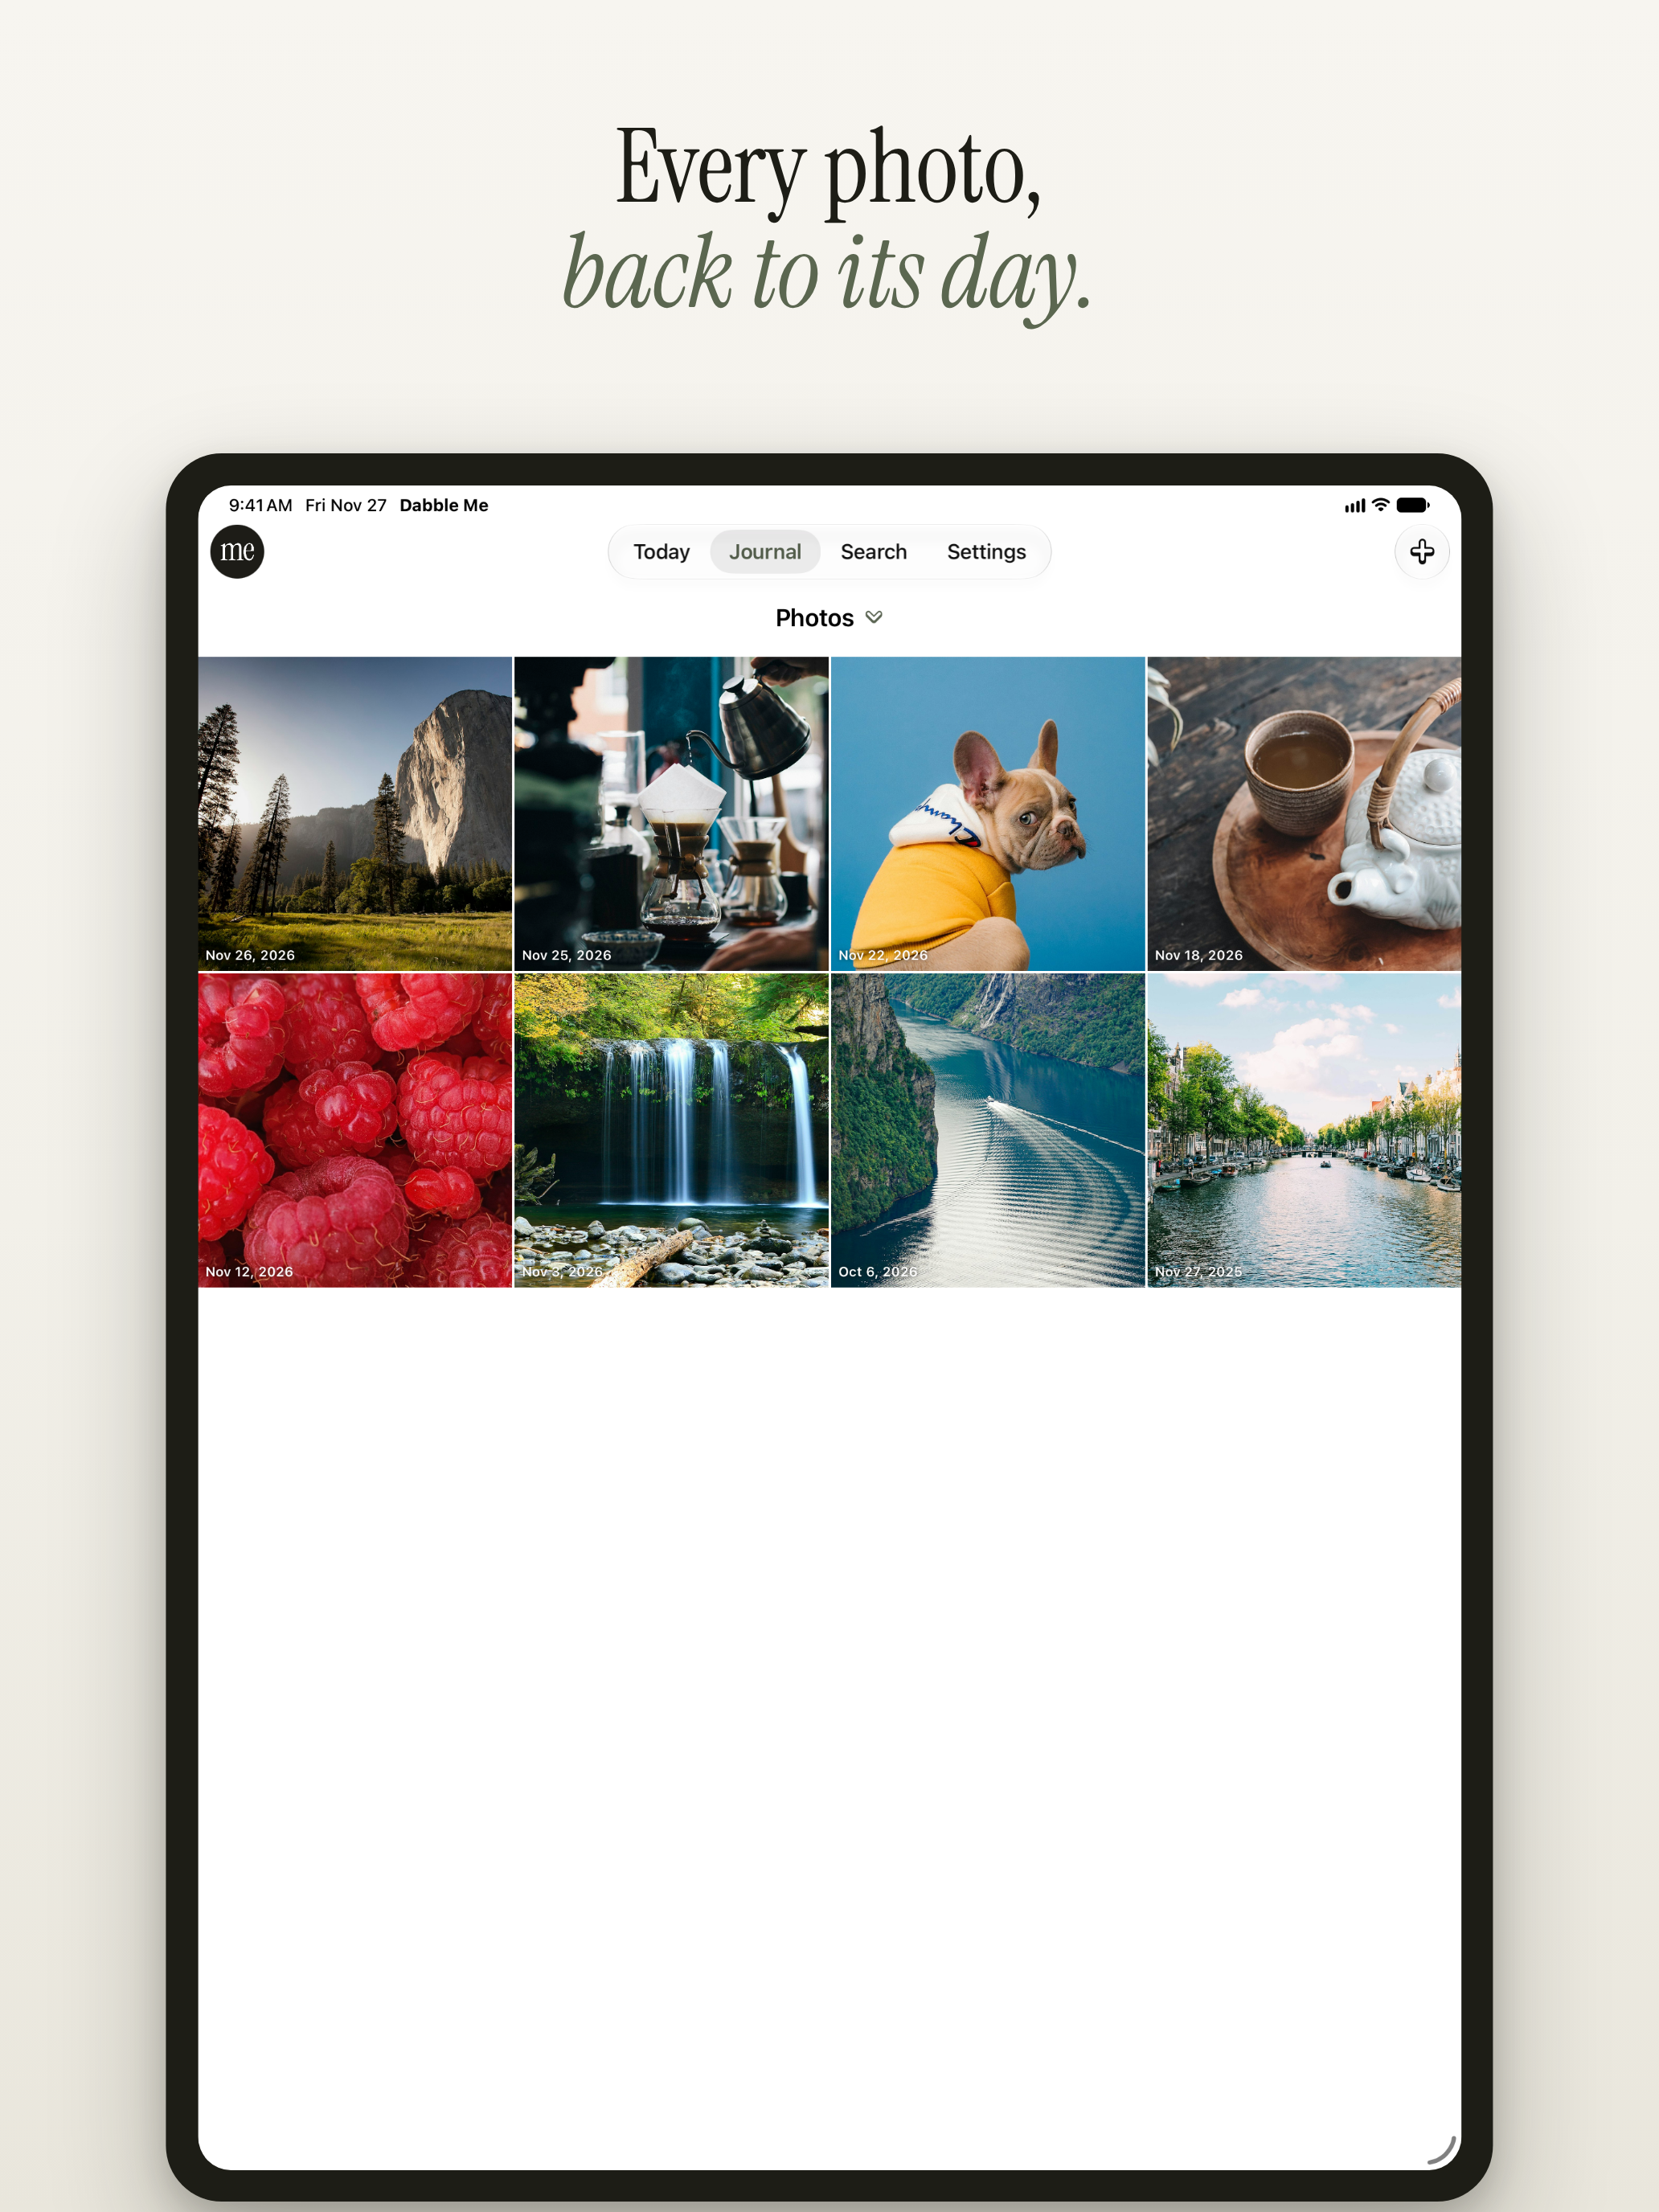 Every photo,
back to its day.
9:41 AM Fri Nov 27 Dabble Me
me
Today Journal Search Settings
Photos
Nov 26, 2026
Nov 25, 2026
Champ
Nov 22, 2026
Nov 18, 2026
Nov 12, 2026
Nov 3, 2026
Oct 6, 2026
Nov 27, 2025